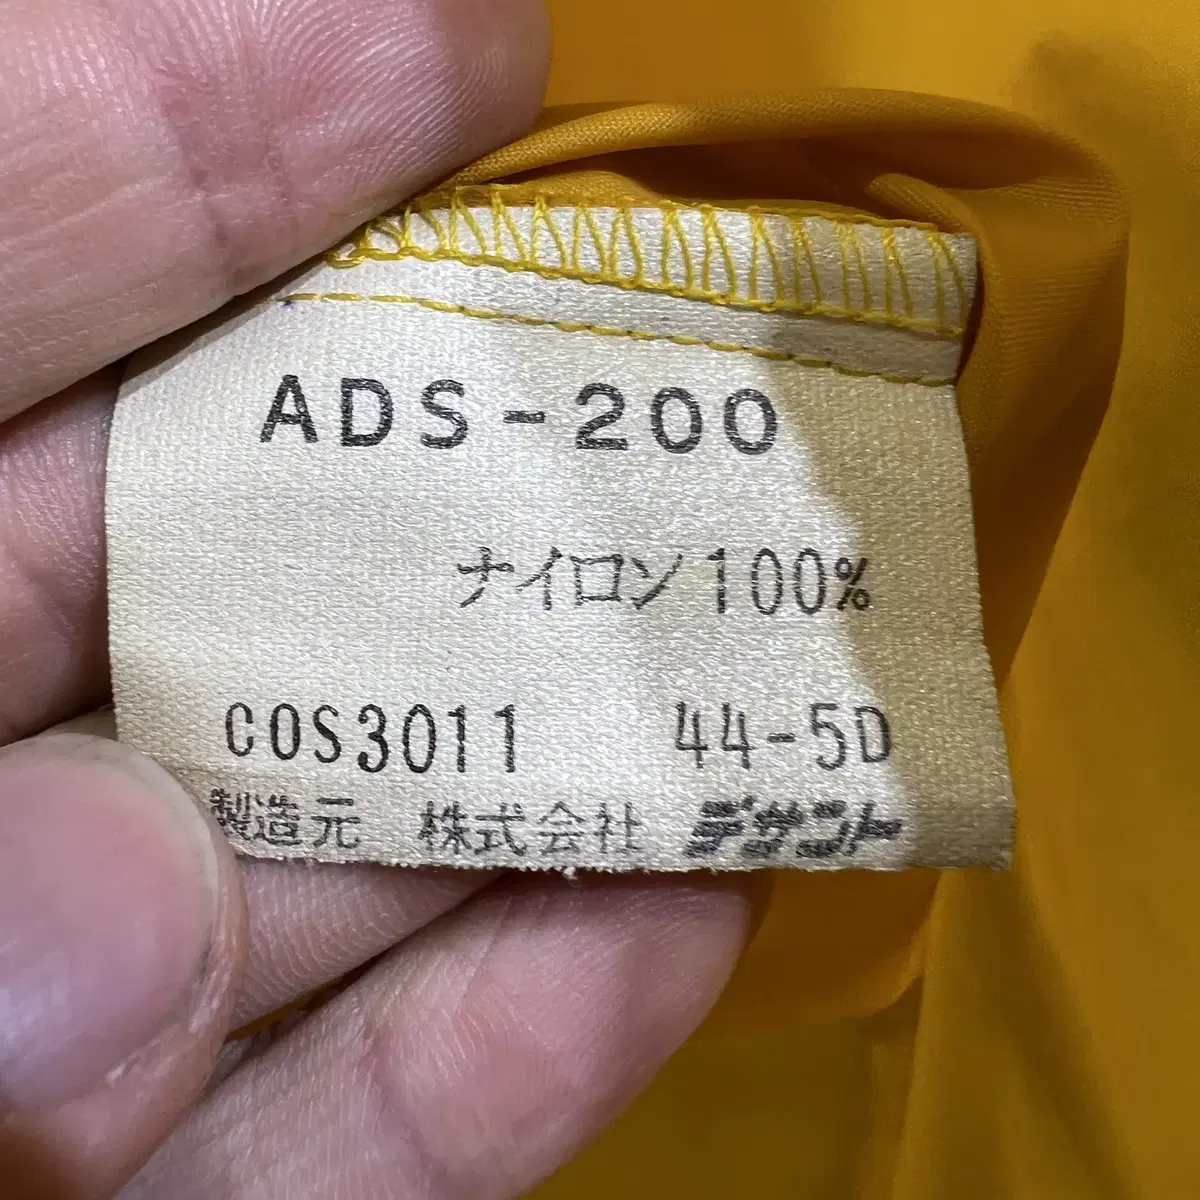 ADS-200
ナイロン100%
COS3011 44-5D
製造元 株式会社 デサント